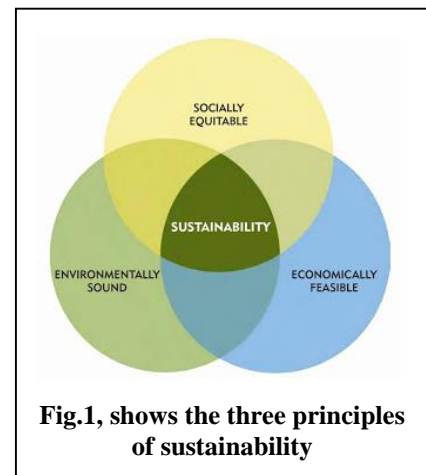 SOCIALLY
EQUITABLE
SUSTAINABILITY
ENVIRONMENTALLY
SOUND
ECONOMICALLY
FEASIBLE
Fig.1, shows the three principles
of sustainability